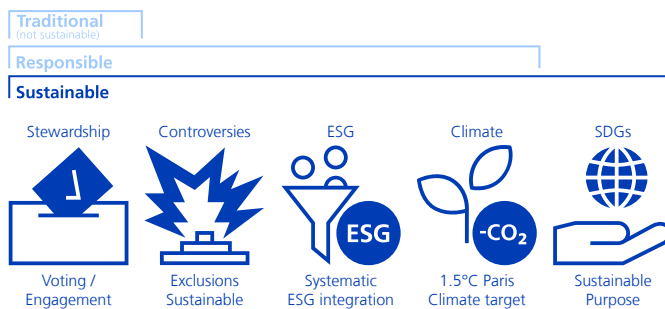 Traditional
(not sustainable)
Responsible
Sustainable
Stewardship
Controversies
ESG
Climate
SDGs
ESG
-CO₂
Voting /
Engagement
Exclusions
Sustainable
Systematic
ESG integration
1.5°C Paris
Climate target
Sustainable
Purpose